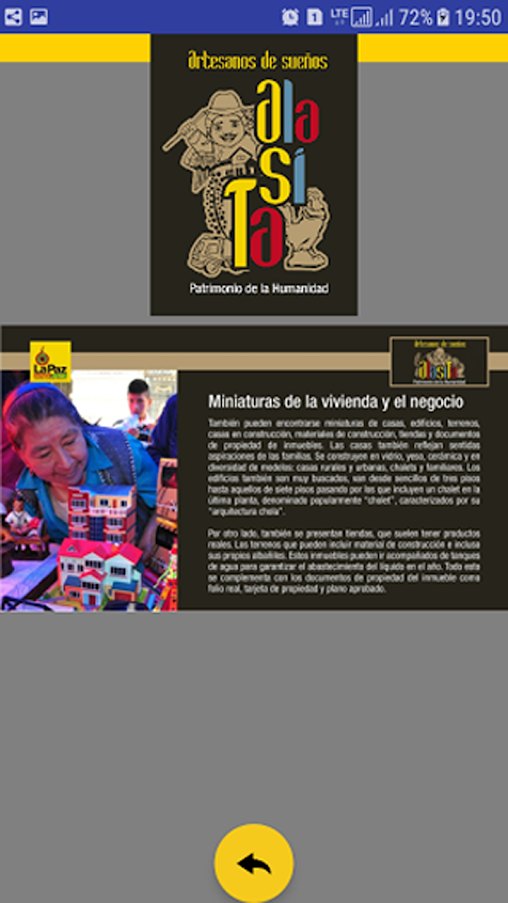 LTE 72% 19:50
Artesanos de sueños
alasita
Patrimonio de la Humanidad
La Paz
Artesanos de sueños
alasita
Patrimonio de la Humanidad
Miniaturas de la vivienda y el negocio
También pueden encontrarse miniaturas de casas, edificios, terrenos,
casas en construcción, materiales de construcción, tiendas y documentos
de propiedad de inmuebles. Las casas también reflejan sentidas
aspiraciones de las familias. Se construyen en vidrio, yeso, cerámica y en
diversidad de modelos: casas rurales y urbanas, chalets y familiares. Los
edificios también son muy buscados, van desde sencillos de tres pisos
hasta aquellos de siete pisos pasando por los que incluyen un chalet en la
última planta, denominada popularmente "cholet", caracterizados por su
"arquitectura chola".
Por otro lado, también se presentan tiendas, que suelen tener productos
reales. Los terrenos que pueden incluir material de construcción e inclusa
sus propios albañiles. Estos inmuebles pueden ir acompañados de tanques
de agua para garantizar el abastecimiento del líquido en el año. Todo esto
se complementa con los documentos de propiedad del inmueble como
folio real, tarjeta de propiedad y plano aprobado.